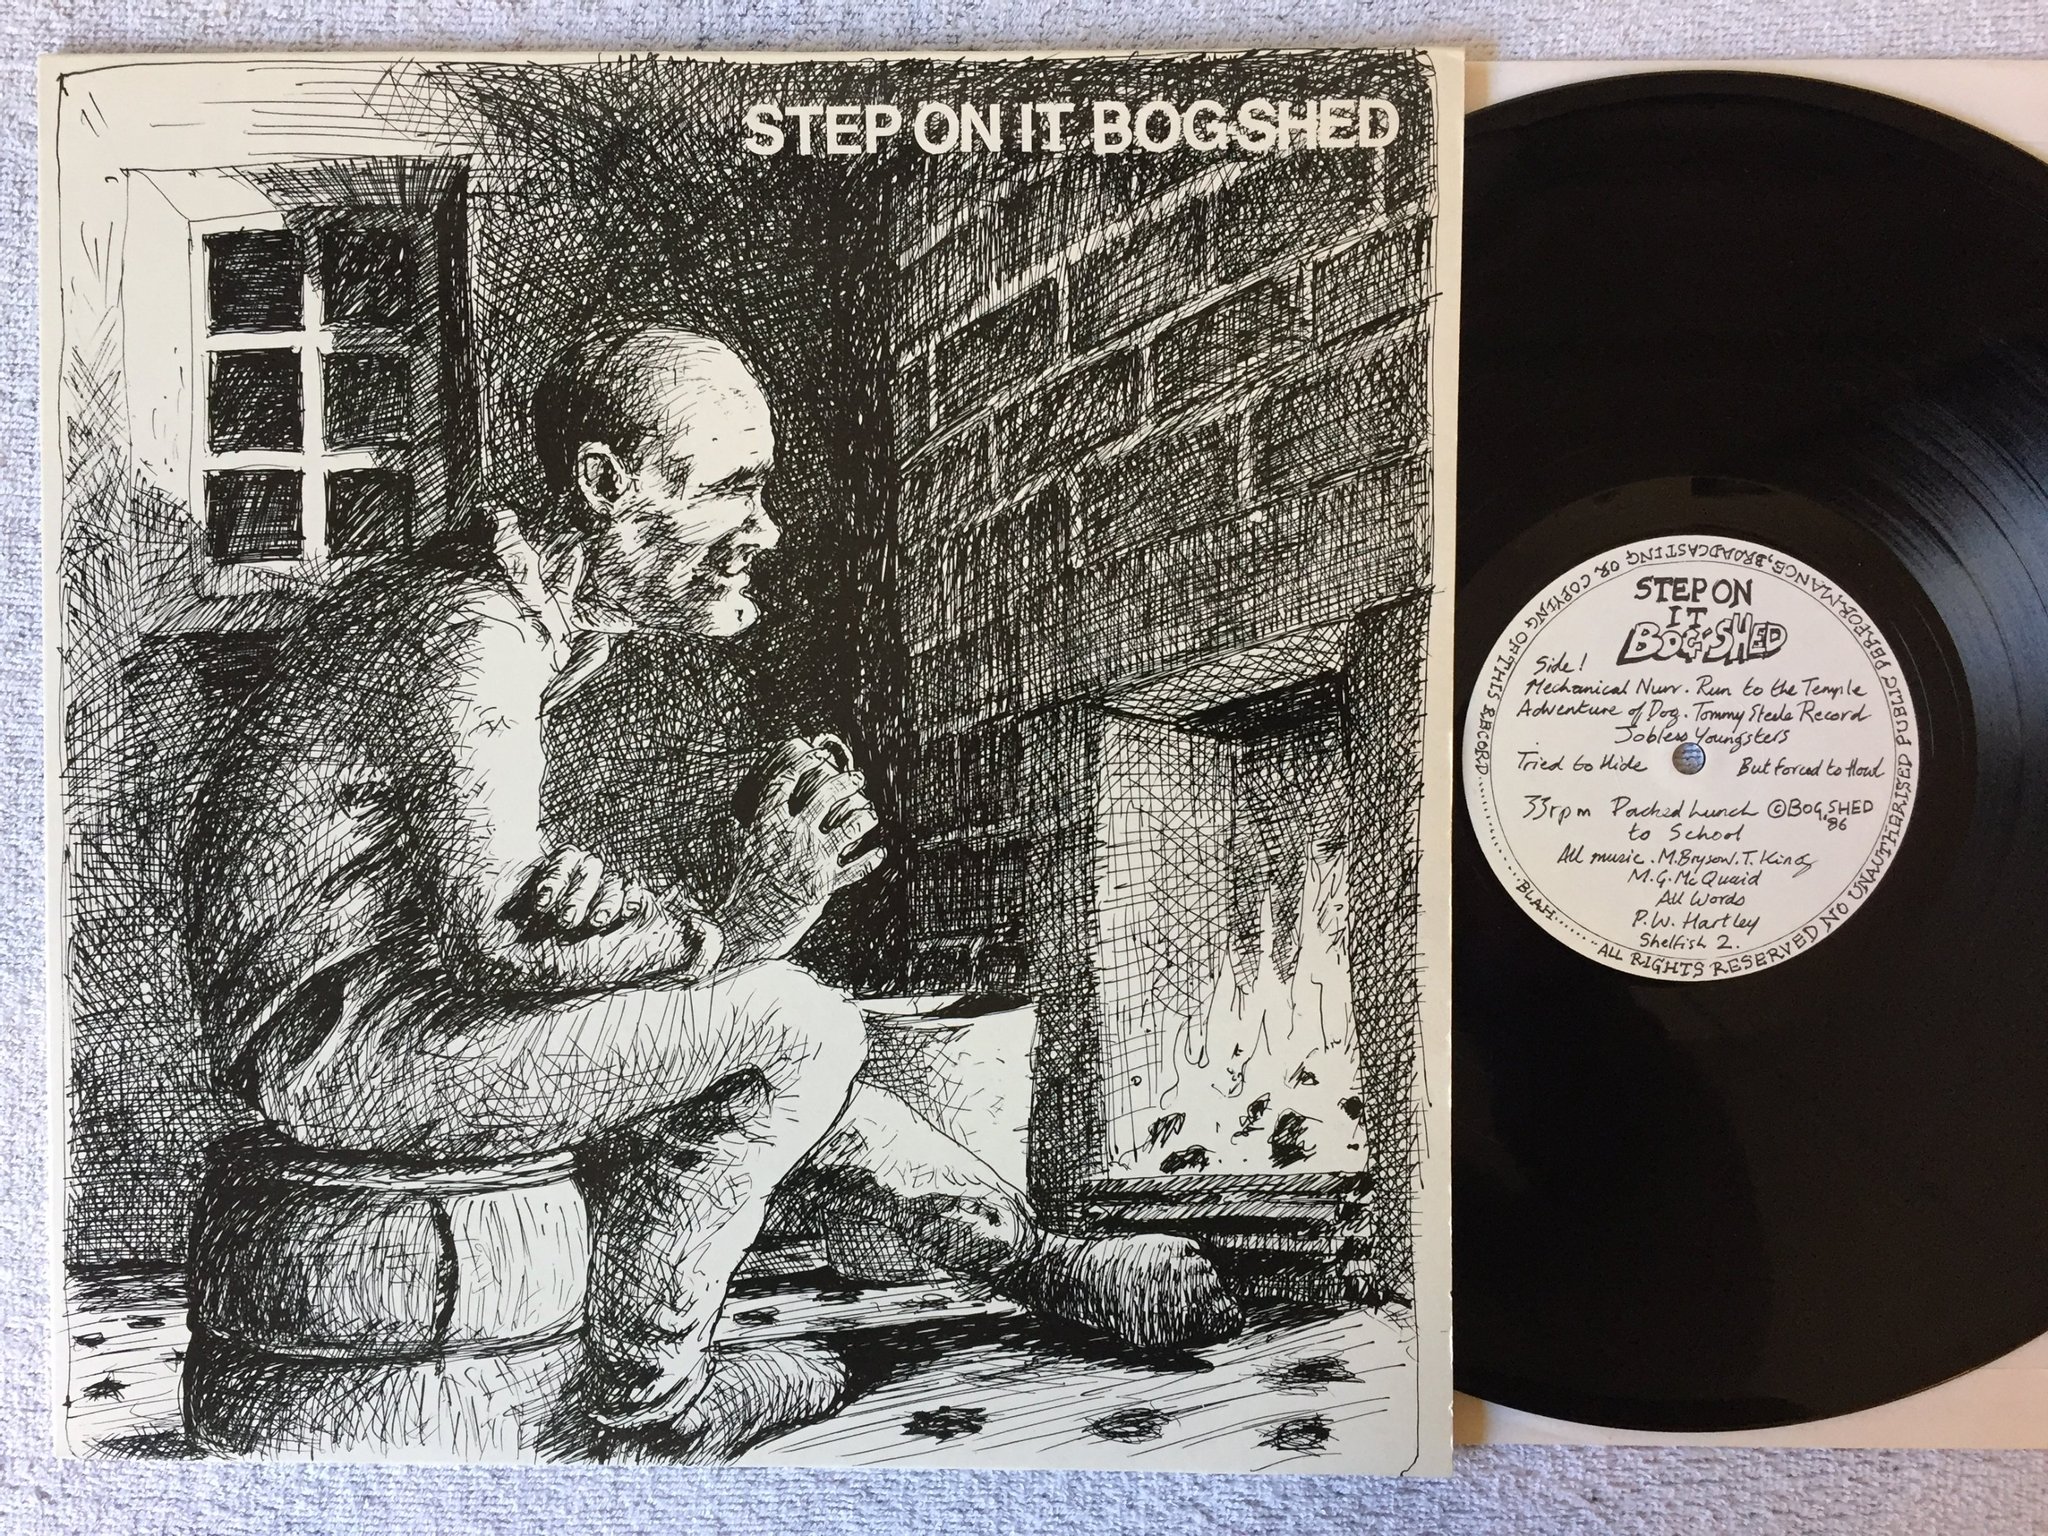 STEP ON IT BOG-SHED
STEP ON
IT
BOG-SHED
Side 1
Mechanical Nun. Run to the Temple
Adventure of Dog. Tommy Steele Record
Jobless Youngsters
Tried to Hide But Forced to Howl
33rpm Packed Lunch © BOG-SHED '86
to School
All music. M. Bryson. T. King
M.G. McQuaid
All Words
P.W. Hartley
Shelfish 2.
ALL RIGHTS RESERVED NO UNAUTHERISED PUBLIC PERFORMANCE, BROADCASTING OR COPYING OF THIS RECORD........BLAH......